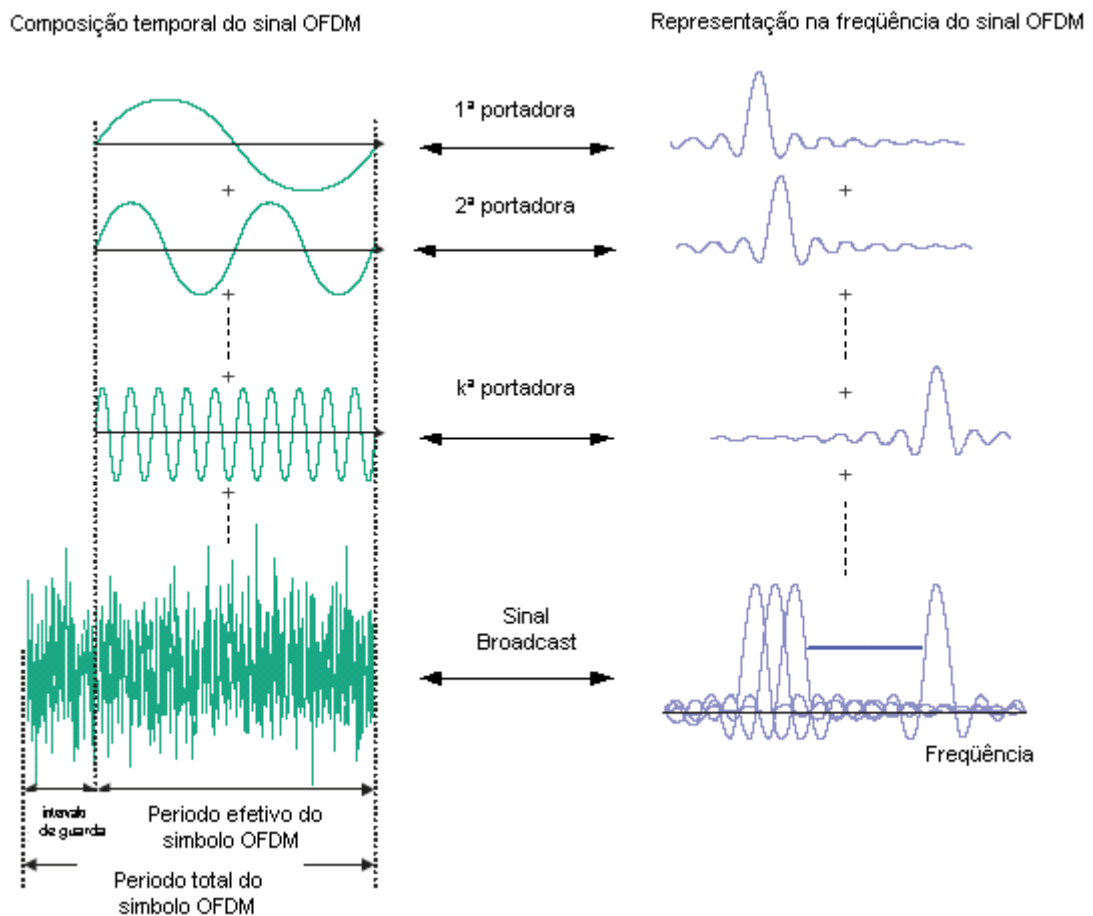 Composição temporal do sinal OFDM
Representação na freqüência do sinal OFDM
1ª portadora
+
+
2ª portadora
+
+
+
kª portadora
+
+
+
Sinal
Broadcast
Freqüência
intervalo
de guarda
Periodo efetivo do
simbolo OFDM
Periodo total do
simbolo OFDM